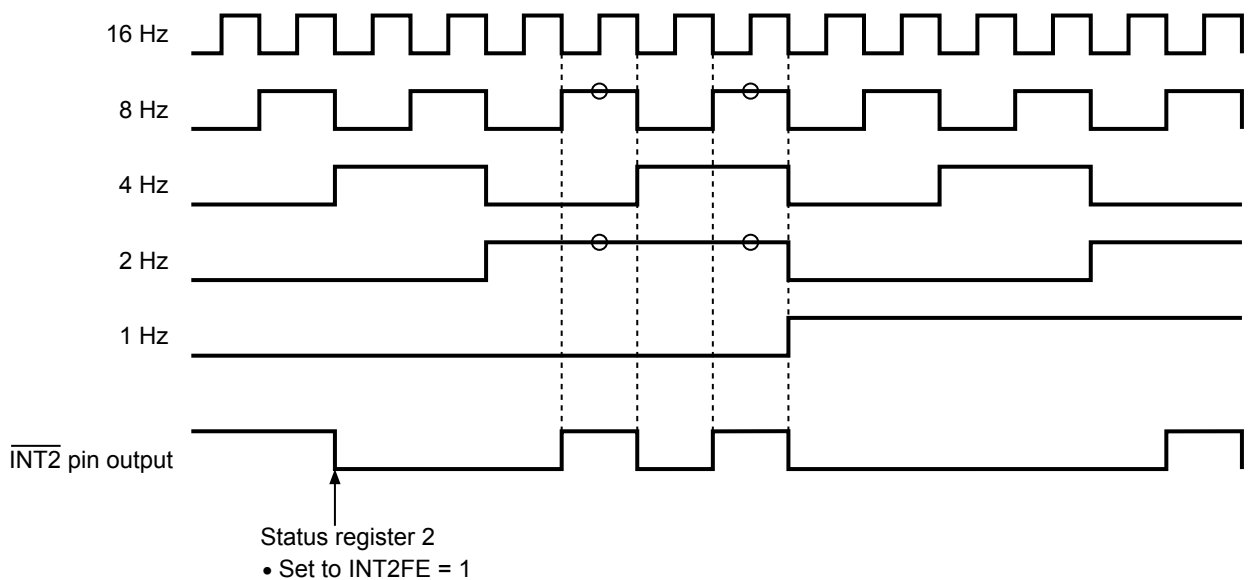 16 Hz
8 Hz
4 Hz
2 Hz
1 Hz
INT2 pin output
Status register 2
• Set to INT2FE = 1